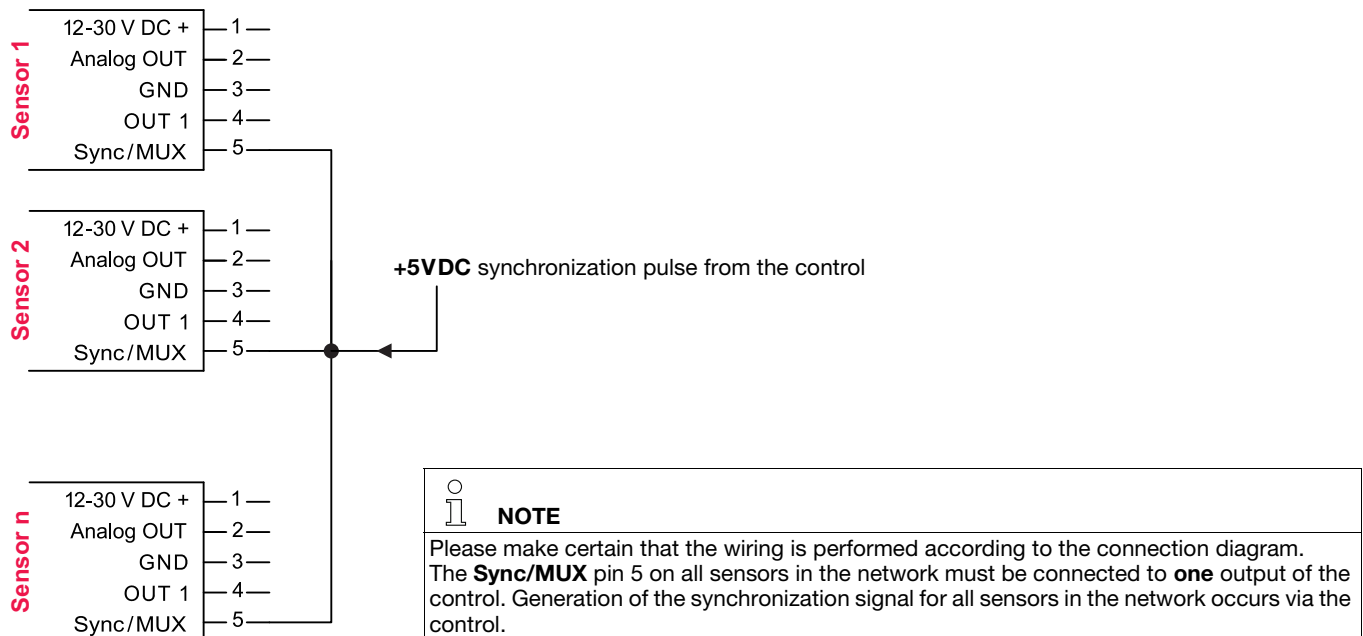 Sensor 1
12-30 V DC + 1
Analog OUT 2
GND 3
OUT 1 4
Sync/MUX 5
Sensor 2
12-30 V DC + 1
Analog OUT 2
GND 3
OUT 1 4
Sync/MUX 5
+5VDC synchronization pulse from the control
Sensor n
12-30 V DC + 1
Analog OUT 2
GND 3
OUT 1 4
Sync/MUX 5
NOTE
Please make certain that the wiring is performed according to the connection diagram.
The Sync/MUX pin 5 on all sensors in the network must be connected to one output of the
control. Generation of the synchronization signal for all sensors in the network occurs via the
control.